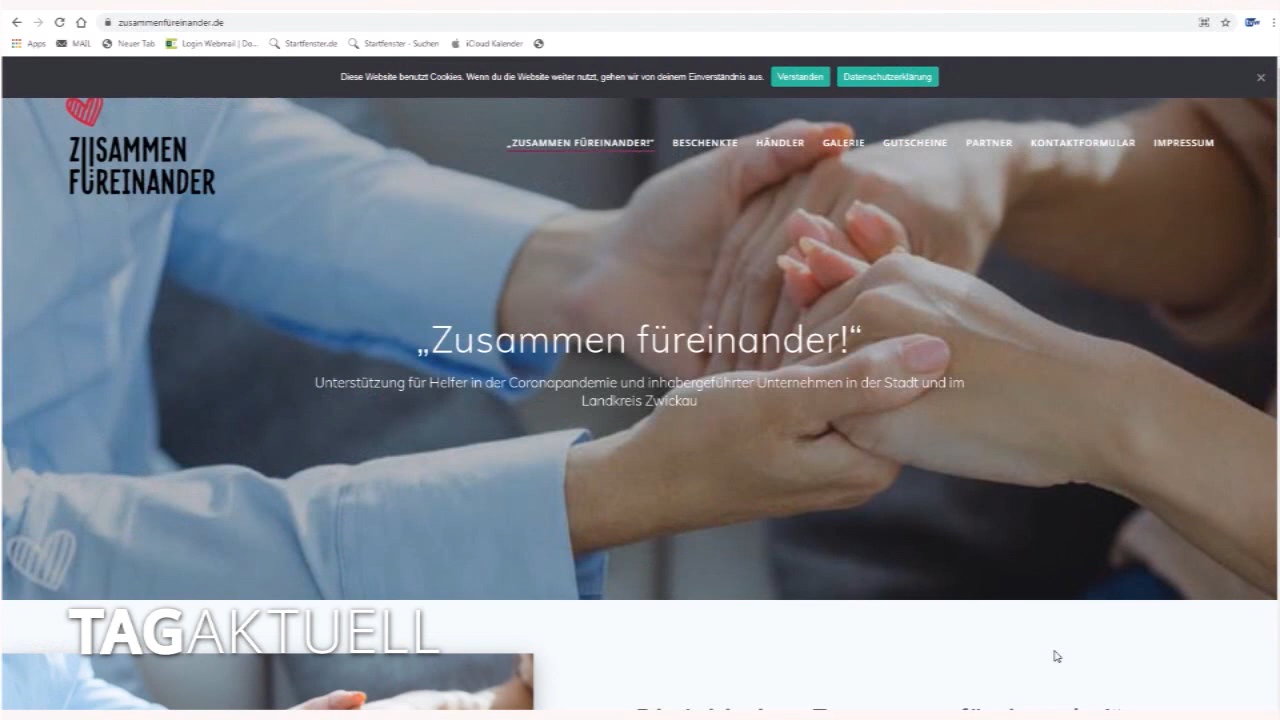 zusammenfüreinander.de
Apps MAIL Neuer Tab Login Webmail | Do... Startfenster.de Startfenster - Suchen iCloud Kalender
Diese Website benutzt Cookies. Wenn du die Website weiter nutzt, gehen wir von deinem Einverständnis aus. Verstanden Datenschutzerklärung
ZUSAMMEN
FÜREINANDER
„ZUSAMMEN FÜREINANDER!“ BESCHENKTE HÄNDLER GALERIE GUTSCHEINE PARTNER KONTAKTFORMULAR IMPRESSUM
„Zusammen füreinander!“
Unterstützung für Helfer in der Coronapandemie und inhabergeführter Unternehmen in der Stadt und im
Landkreis Zwickau
TAGAKTUELL